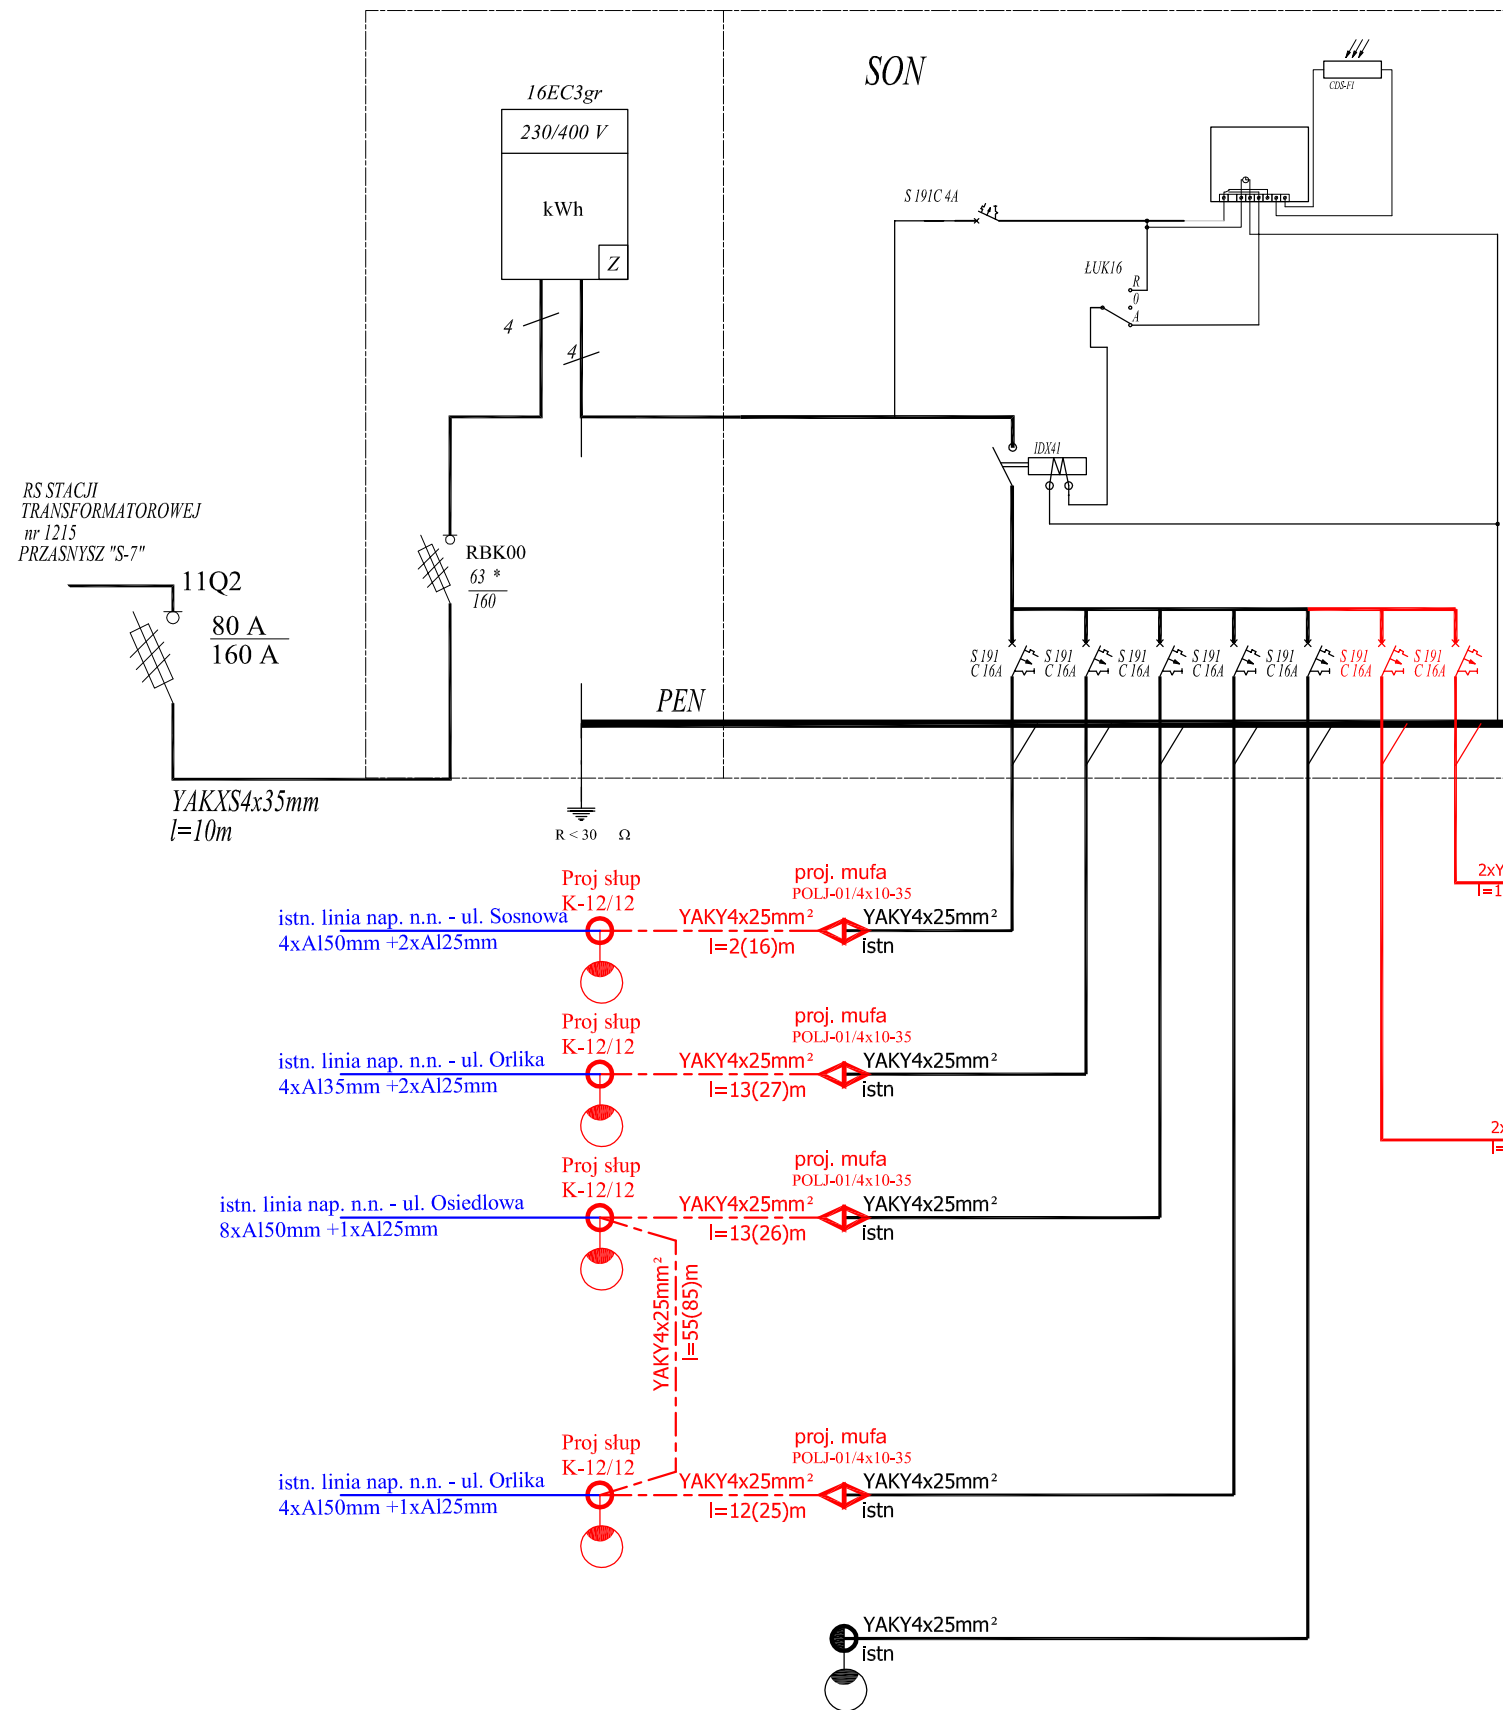 SON
16EC3gr
230/400 V
kWh
Z
4
4
CDS-F1
S 191C 4A
ŁUK16
R
0
A
IDX41
RS STACJI
TRANSFORMATOROWEJ
nr 1215
PRZASNYSZ "S-7"
11Q2
80 A
160 A
RBK00
63 *
160
S 191
C 16A
S 191
C 16A
S 191
C 16A
S 191
C 16A
S 191
C 16A
S 191
C 16A
S 191
C 16A
PEN
YAKXS4x35mm
l=10m
R < 30 Ω
Proj słup
K-12/12
proj. mufa
POLJ-01/4x10-35
istn. linia nap. n.n. - ul. Sosnowa
4xAl50mm +2xAl25mm
YAKY4x25mm²
l=2(16)m
YAKY4x25mm²
istn
2xY
l=1
Proj słup
K-12/12
proj. mufa
POLJ-01/4x10-35
istn. linia nap. n.n. - ul. Orlika
4xAl35mm +2xAl25mm
YAKY4x25mm²
l=13(27)m
YAKY4x25mm²
istn
2x
l=
Proj słup
K-12/12
proj. mufa
POLJ-01/4x10-35
istn. linia nap. n.n. - ul. Osiedlowa
8xAl50mm +1xAl25mm
YAKY4x25mm²
l=13(26)m
YAKY4x25mm²
istn
YAKY4x25mm²
l=55(85)m
Proj słup
K-12/12
proj. mufa
POLJ-01/4x10-35
istn. linia nap. n.n. - ul. Orlika
4xAl50mm +1xAl25mm
YAKY4x25mm²
l=12(25)m
YAKY4x25mm²
istn
YAKY4x25mm²
istn